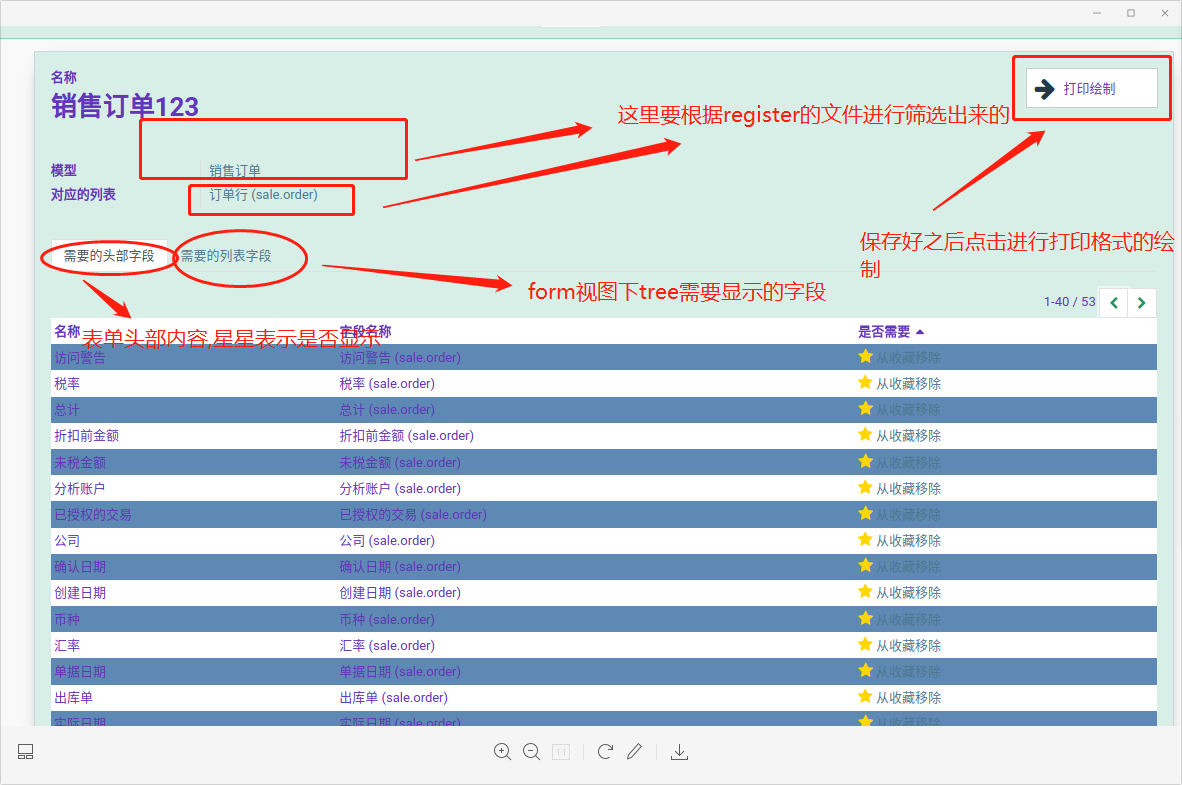 名称
销售订单123
打印绘制
这里要根据register的文件进行筛选出来的
模型
销售订单
对应的列表
订单行 (sale.order)
保存好之后点击进行打印格式的绘
制
需要的头部字段
需要的列表字段
form视图下tree需要显示的字段
1-40 / 53
名称
字段名称
是否需要
表单头部内容,星星表示是否显示
访问警告 访问警告 (sale.order) 从收藏移除
税率 税率 (sale.order) 从收藏移除
总计 总计 (sale.order) 从收藏移除
折扣前金额 折扣前金额 (sale.order) 从收藏移除
未税金额 未税金额 (sale.order) 从收藏移除
分析账户 分析账户 (sale.order) 从收藏移除
已授权的交易 已授权的交易 (sale.order) 从收藏移除
公司 公司 (sale.order) 从收藏移除
确认日期 确认日期 (sale.order) 从收藏移除
创建日期 创建日期 (sale.order) 从收藏移除
币种 币种 (sale.order) 从收藏移除
汇率 汇率 (sale.order) 从收藏移除
单据日期 单据日期 (sale.order) 从收藏移除
出库单 出库单 (sale.order) 从收藏移除
实际日期 实际日期 (sale.order) 从收藏移除
1:1